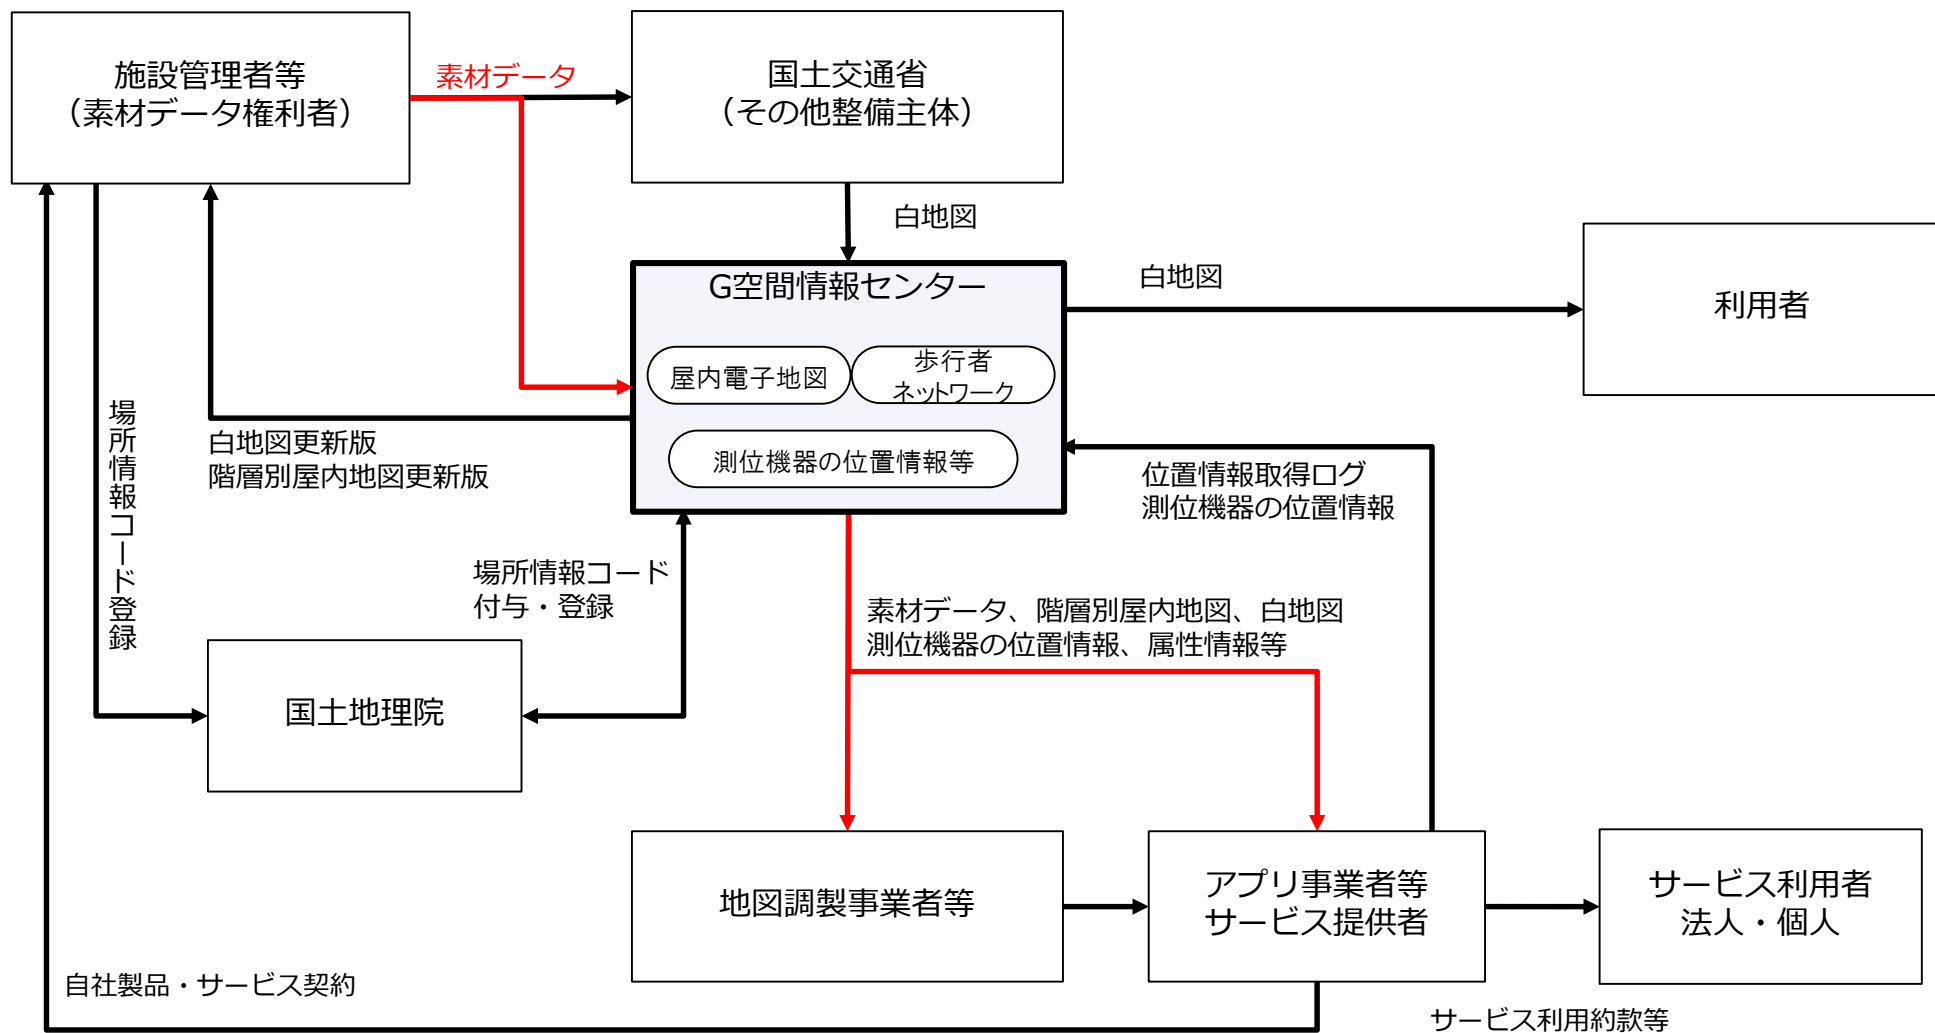 施設管理者等
（素材データ権利者）
素材データ
国土交通省
（その他整備主体）
白地図
G空間情報センター
白地図
利用者
屋内電子地図
歩行者
ネットワーク
測位機器の位置情報等
場所情報コード登録
白地図更新版
階層別屋内地図更新版
位置情報取得ログ
測位機器の位置情報
場所情報コード
付与・登録
素材データ、階層別屋内地図、白地図
測位機器の位置情報、属性情報等
国土地理院
地図調製事業者等
アプリ事業者等
サービス提供者
サービス利用者
法人・個人
自社製品・サービス契約
サービス利用約款等